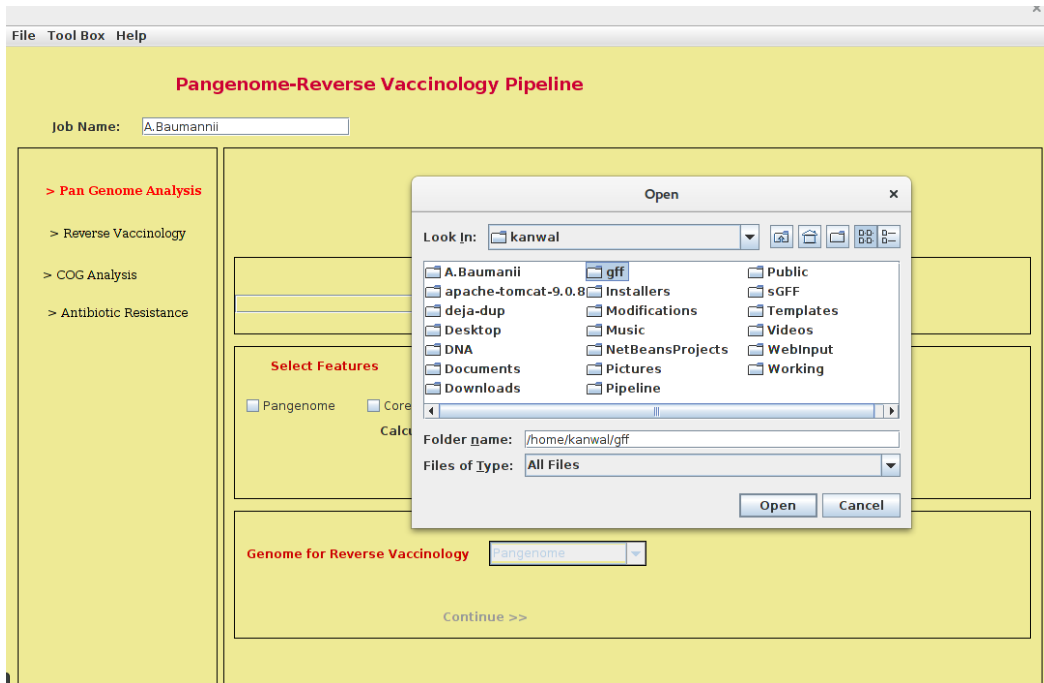 x
File Tool Box Help
Pangenome-Reverse Vaccinology Pipeline
Job Name: A.Baumannii
> Pan Genome Analysis
> Reverse Vaccinology
> COG Analysis
> Antibiotic Resistance
Open x
Look In: kanwal
A.Baumanii gff Public
apache-tomcat-9.0.8 Installers sGFF
deja-dup Modifications Templates
Desktop Music Videos
DNA NetBeansProjects WebInput
Documents Pictures Working
Downloads Pipeline
Folder name: /home/kanwal/gff
Files of Type: All Files
Open Cancel
Select Features
Pangenome Core
Genome for Reverse Vaccinology Pangenome
Continue >>